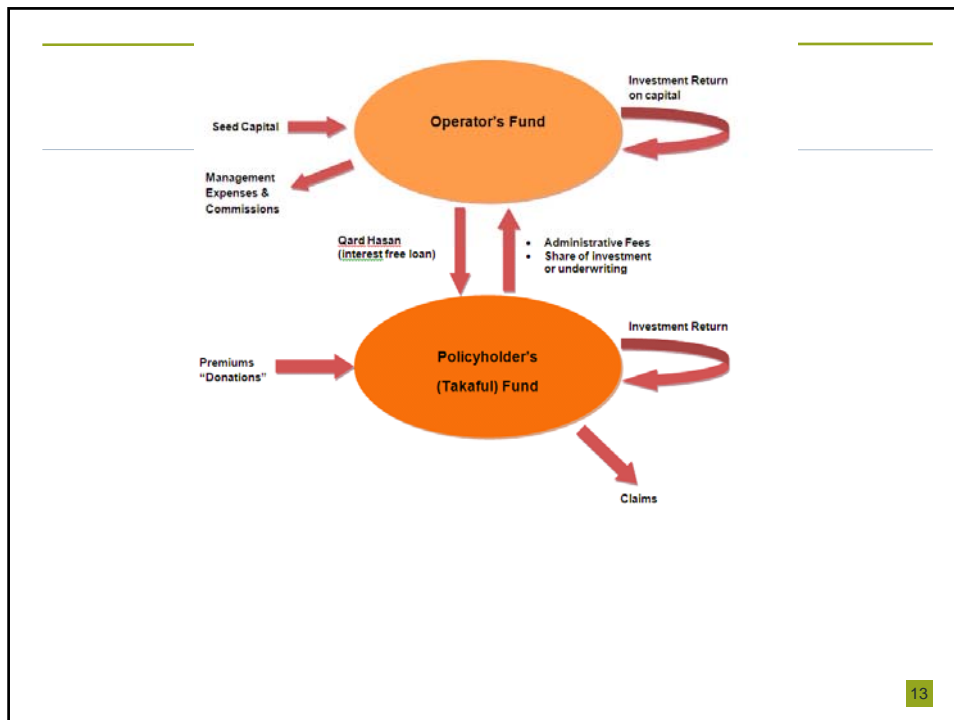 Investment Return
on capital
Operator's Fund
Seed Capital
Management
Expenses &
Commissions
Qard Hasan
(interest free loan)
• Administrative Fees
• Share of investment
or underwriting
Investment Return
Policyholder's
(Takaful) Fund
Premiums
“Donations”
Claims
13